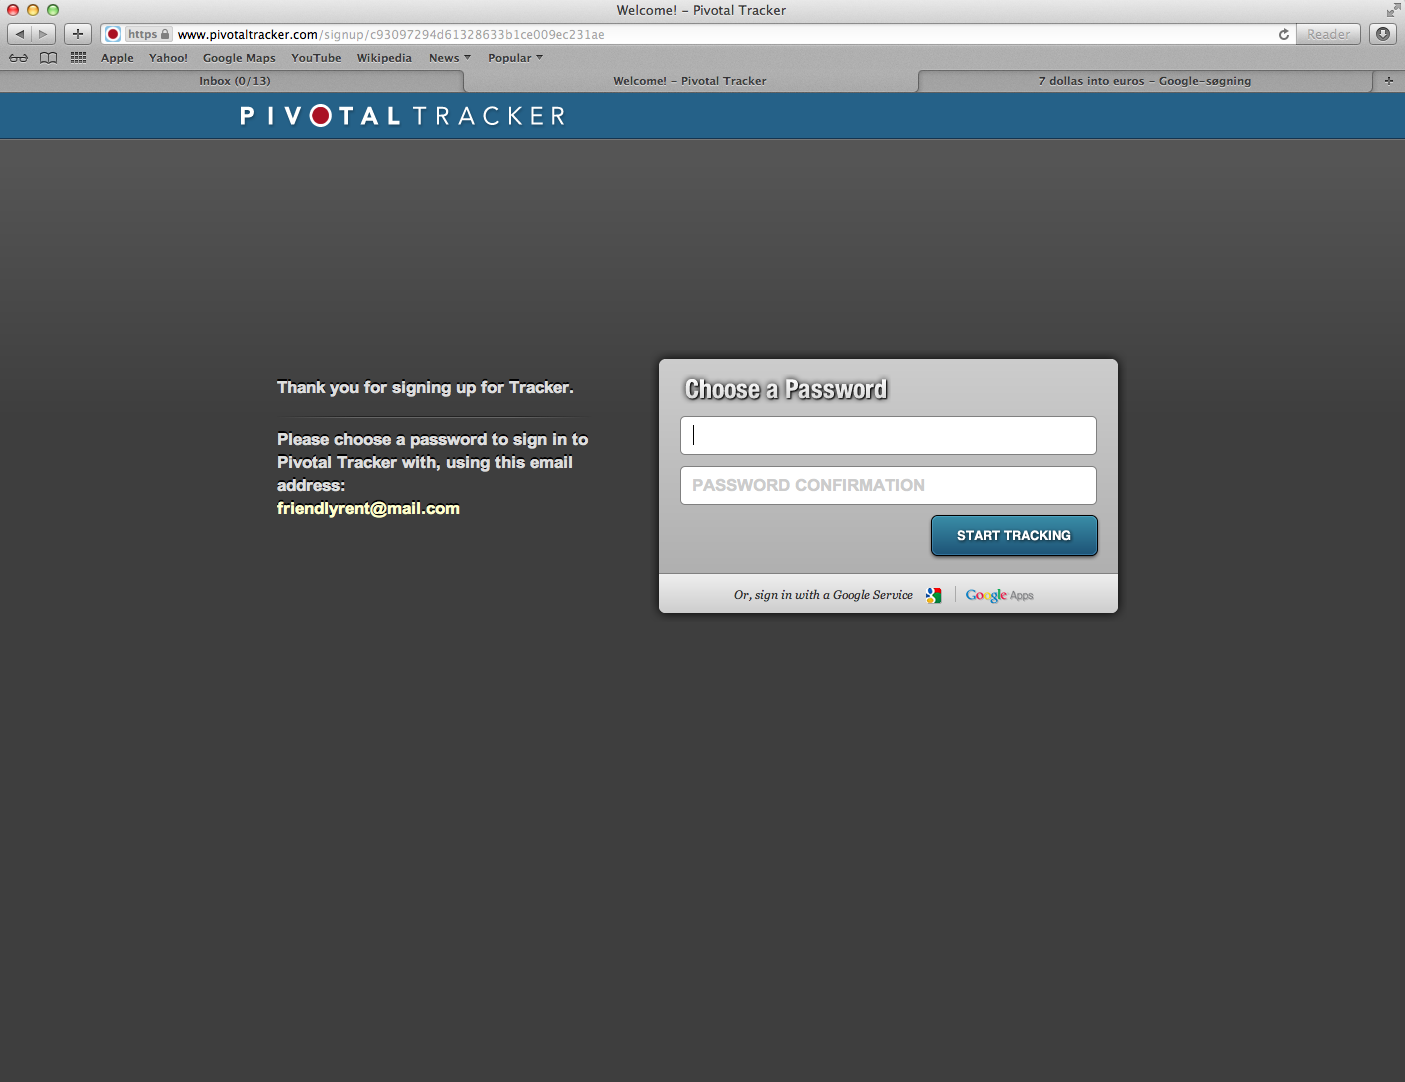 Welcome! – Pivotal Tracker
https www.pivotaltracker.com/signup/c93097294d61328633b1ce009ec231ae Reader
Apple Yahoo! Google Maps YouTube Wikipedia News Popular
Inbox (0/13) Welcome! – Pivotal Tracker 7 dollas into euros – Google-søgning
PIVOTAL TRACKER
Thank you for signing up for Tracker.
Please choose a password to sign in to
Pivotal Tracker with, using this email
address:
friendlyrent@mail.com
Choose a Password
PASSWORD CONFIRMATION
START TRACKING
Or, sign in with a Google Service g Google Apps